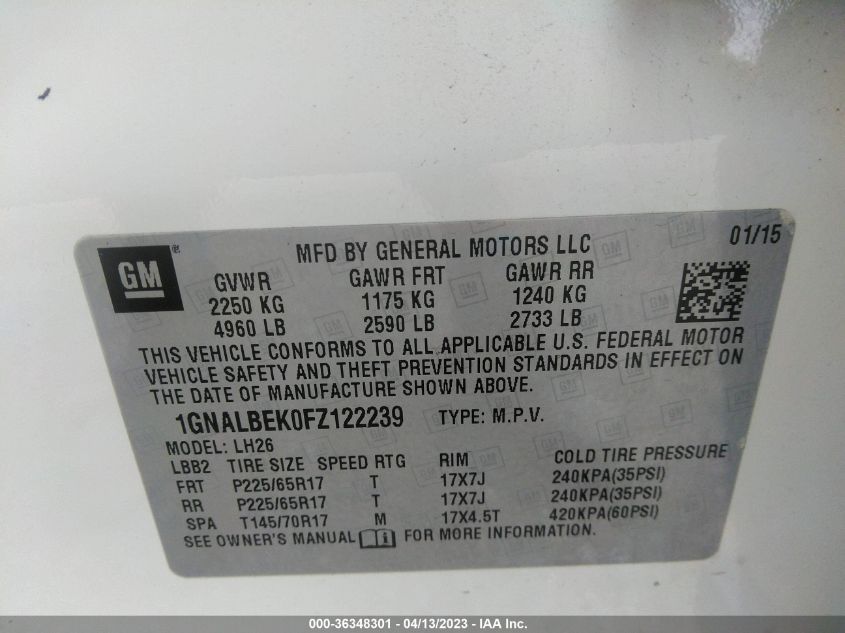 GM
MFD BY GENERAL MOTORS LLC
01/15
GVWR GAWR FRT GAWR RR
2250 KG 1175 KG 1240 KG
4960 LB 2590 LB 2733 LB
THIS VEHICLE CONFORMS TO ALL APPLICABLE U.S. FEDERAL MOTOR
VEHICLE SAFETY AND THEFT PREVENTION STANDARDS IN EFFECT ON
THE DATE OF MANUFACTURE SHOWN ABOVE.
1GNALBEK0FZ122239 TYPE: M.P.V.
MODEL: LH26
LBB2 TIRE SIZE SPEED RTG RIM COLD TIRE PRESSURE
FRT P225/65R17 T 17X7J 240KPA(35PSI)
RR P225/65R17 T 17X7J 240KPA(35PSI)
SPA T145/70R17 M 17X4.5T 420KPA(60PSI)
SEE OWNER'S MANUAL FOR MORE INFORMATION.
000-36348301 - 04/13/2023 - IAA Inc.